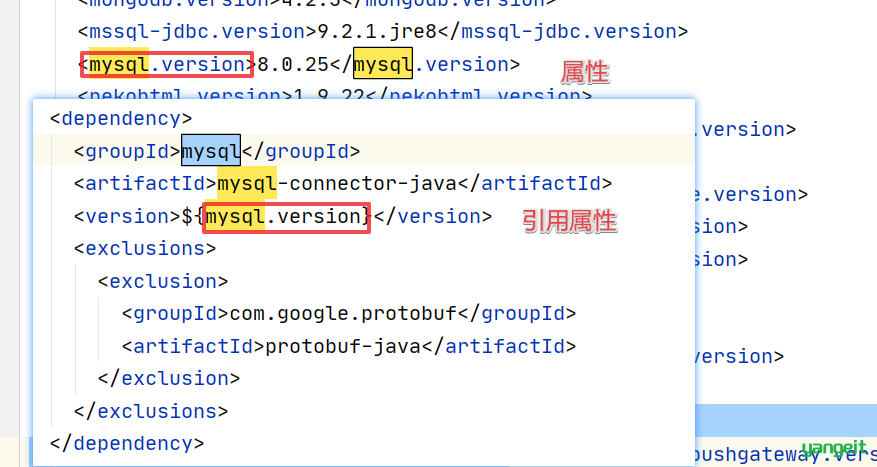 <mongodb.version>4.2.3</mongodb.version>
<mssql-jdbc.version>9.2.1.jre8</mssql-jdbc.version>
<mysql.version>8.0.25</mysql.version> 属性
<nekohtml.version>1.9.22</nekohtml.version>
<dependency>
.version>
<groupId>mysql</groupId>
<artifactId>mysql-connector-java</artifactId>
e.version>
<version>${mysql.version}</version> 引用属性
sion>
<exclusions>
sion>
<exclusion>
<groupId>com.google.protobuf</groupId>
<artifactId>protobuf-java</artifactId>
.version>
</exclusion>
</exclusions>
</dependency>
pushgateway.vers
yangeit